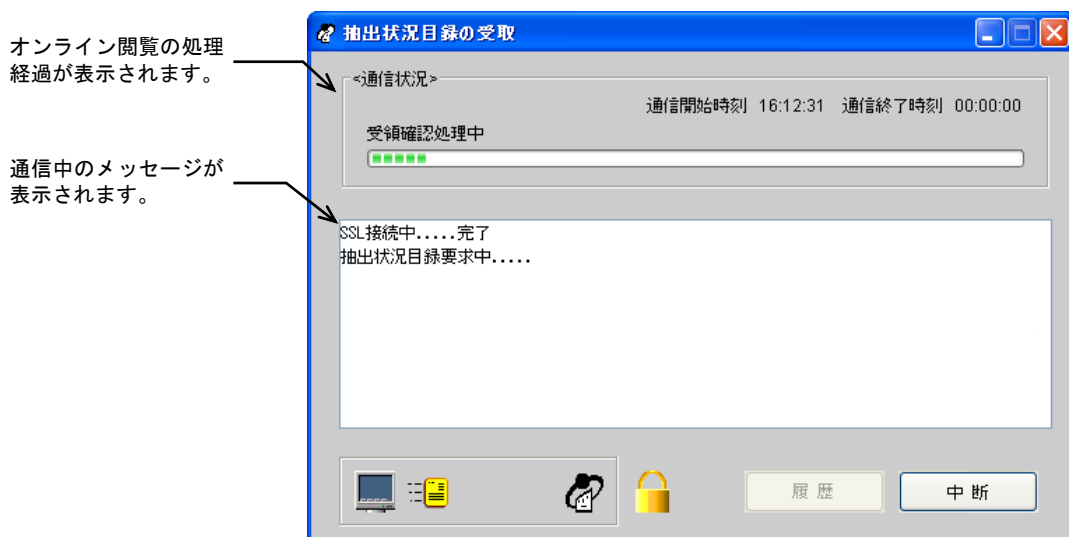 オンライン閲覧の処理
経過が表示されます。
通信中のメッセージが
表示されます。
抽出状況目録の受取
<通信状況>
通信開始時刻 16:12:31 通信終了時刻 00:00:00
受領確認処理中
SSL接続中.....完了
抽出状況目録要求中.....
履歴
中断